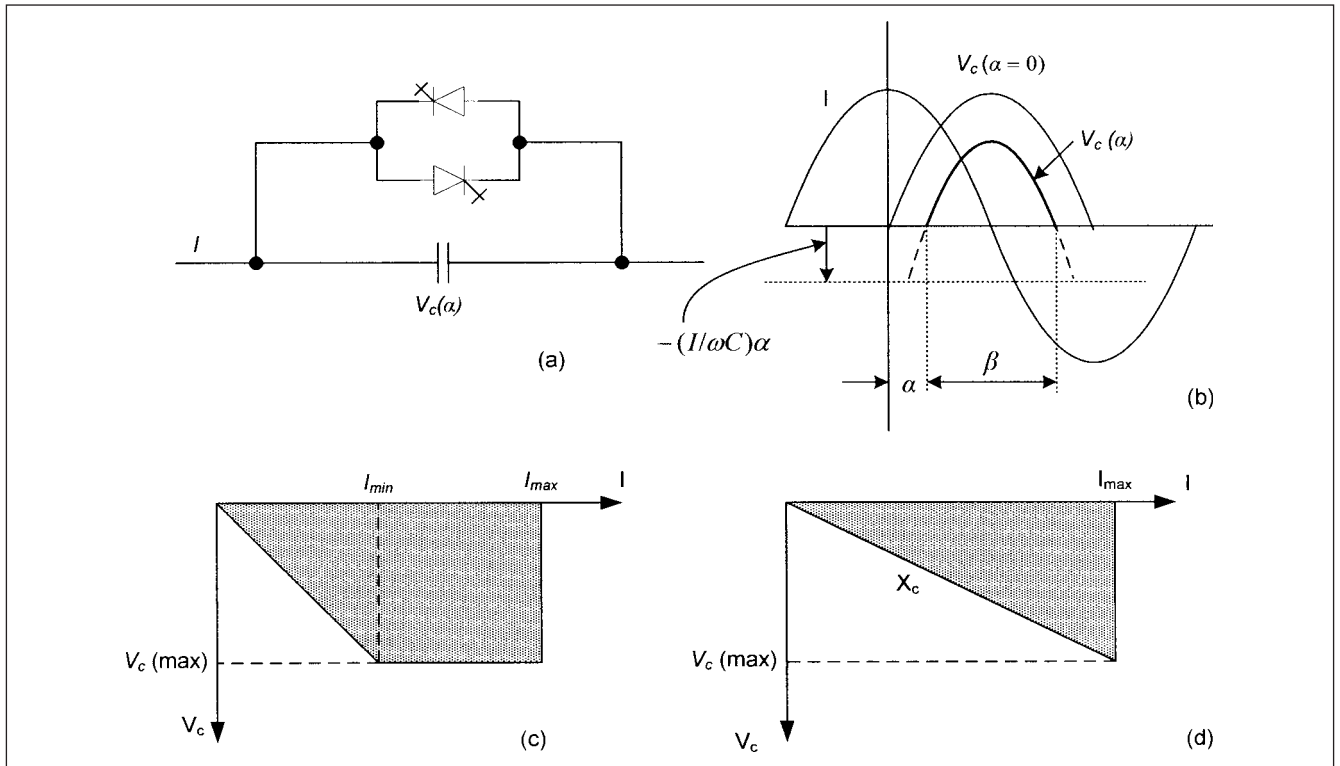 I
V_c(α)
(a)
I
V_c (α = 0)
V_c (α)
−(I/ωC)α
α
β
(b)
I_min
I_max
I
V_c (max)
V_c
(c)
I_max
I
X_c
V_c (max)
V_c
(d)